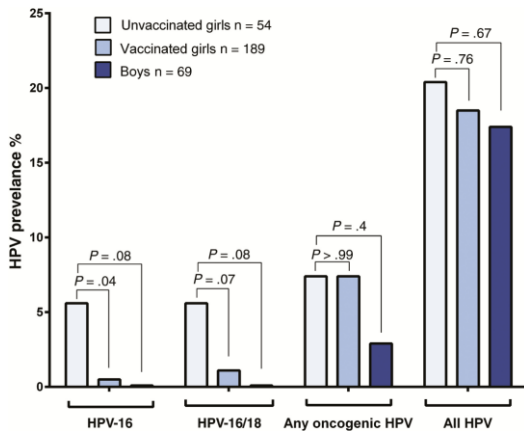 Unvaccinated girls n = 54
Vaccinated girls n = 189
Boys n = 69
HPV prevelance %
25
20
15
10
5
0
P = .08
P = .04
P = .08
P = .07
P = .4
P > .99
P = .67
P = .76
HPV-16
HPV-16/18
Any oncogenic HPV
All HPV